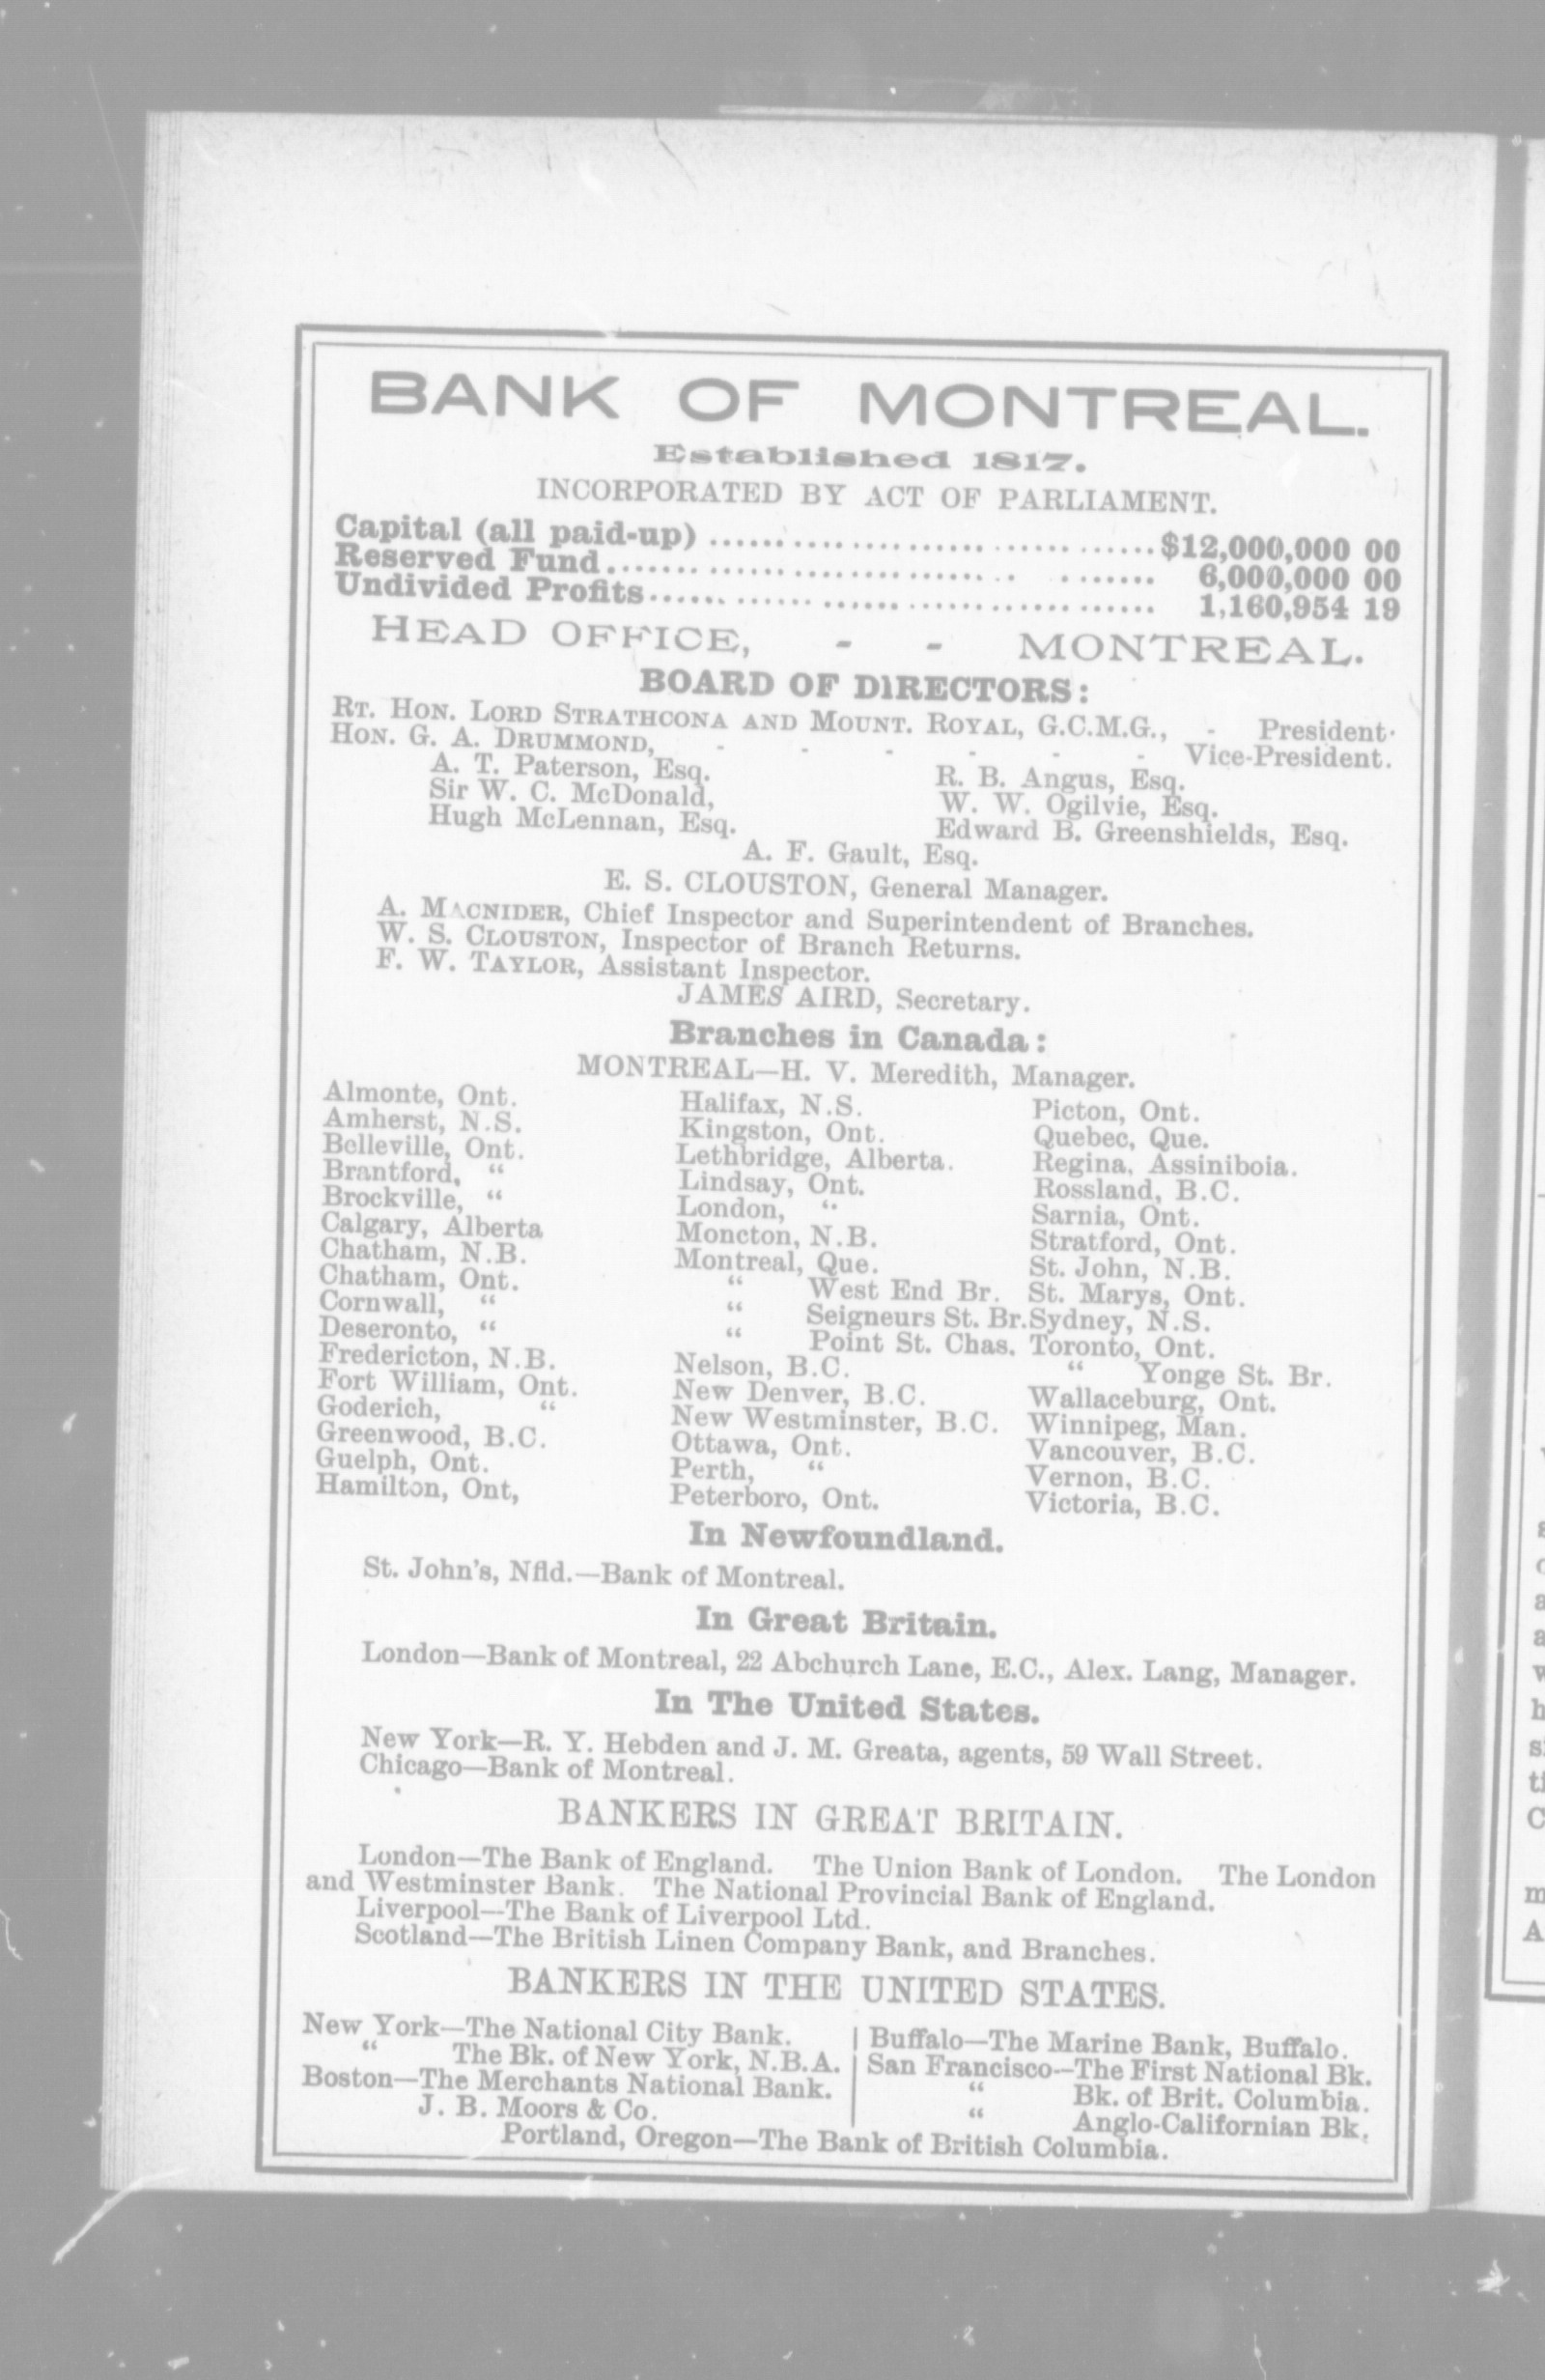 BANK OF MONTREAL.
Established 1817.
INCORPORATED BY ACT OF PARLIAMENT.
Capital (all paid-up) ........................................ $12,000,000 00
Reserved Fund........................................ 6,000,000 00
Undivided Profits........................................ 1,160,954 19
HEAD OFFICE, - - MONTREAL.
BOARD OF DIRECTORS:
RT. HON. LORD STRATHCONA AND MOUNT. ROYAL, G.C.M.G., - President·
HON. G. A. DRUMMOND, - - - - - - Vice-President.
A. T. Paterson, Esq. R. B. Angus, Esq.
Sir W. C. McDonald, W. W. Ogilvie, Esq.
Hugh McLennan, Esq. Edward B. Greenshields, Esq.
A. F. Gault, Esq.
E. S. CLOUSTON, General Manager.
A. MACNIDER, Chief Inspector and Superintendent of Branches.
W. S. CLOUSTON, Inspector of Branch Returns.
F. W. TAYLOR, Assistant Inspector.
JAMES AIRD, Secretary.
Branches in Canada:
MONTREAL—H. V. Meredith, Manager.
Almonte, Ont. Halifax, N.S. Picton, Ont.
Amherst, N.S. Kingston, Ont. Quebec, Que.
Belleville, Ont. Lethbridge, Alberta. Regina, Assiniboia.
Brantford, “ Lindsay, Ont. Rossland, B.C.
Brockville, “ London, “ Sarnia, Ont.
Calgary, Alberta Moncton, N.B. Stratford, Ont.
Chatham, N.B. Montreal, Que. St. John, N.B.
Chatham, Ont. “ West End Br. St. Marys, Ont.
Cornwall, “ “ Seigneurs St. Br. Sydney, N.S.
Deseronto, “ “ Point St. Chas. Toronto, Ont.
Fredericton, N.B. Nelson, B.C. “ Yonge St. Br.
Fort William, Ont. New Denver, B.C. Wallaceburg, Ont.
Goderich, “ New Westminster, B.C. Winnipeg, Man.
Greenwood, B.C. Ottawa, Ont. Vancouver, B.C.
Guelph, Ont. Perth, “ Vernon, B.C.
Hamilton, Ont, Peterboro, Ont. Victoria, B.C.
In Newfoundland.
St. John's, Nfld.—Bank of Montreal.
In Great Britain.
London—Bank of Montreal, 22 Abchurch Lane, E.C., Alex. Lang, Manager.
In The United States.
New York—R. Y. Hebden and J. M. Greata, agents, 59 Wall Street.
Chicago—Bank of Montreal.
BANKERS IN GREAT BRITAIN.
London—The Bank of England. The Union Bank of London. The London
and Westminster Bank. The National Provincial Bank of England.
Liverpool—The Bank of Liverpool Ltd.
Scotland—The British Linen Company Bank, and Branches.
BANKERS IN THE UNITED STATES.
New York—The National City Bank. Buffalo—The Marine Bank, Buffalo.
“ The Bk. of New York, N.B.A. San Francisco—The First National Bk.
Boston—The Merchants National Bank. “ Bk. of Brit. Columbia.
J. B. Moors & Co. “ Anglo-Californian Bk.
Portland, Oregon—The Bank of British Columbia.